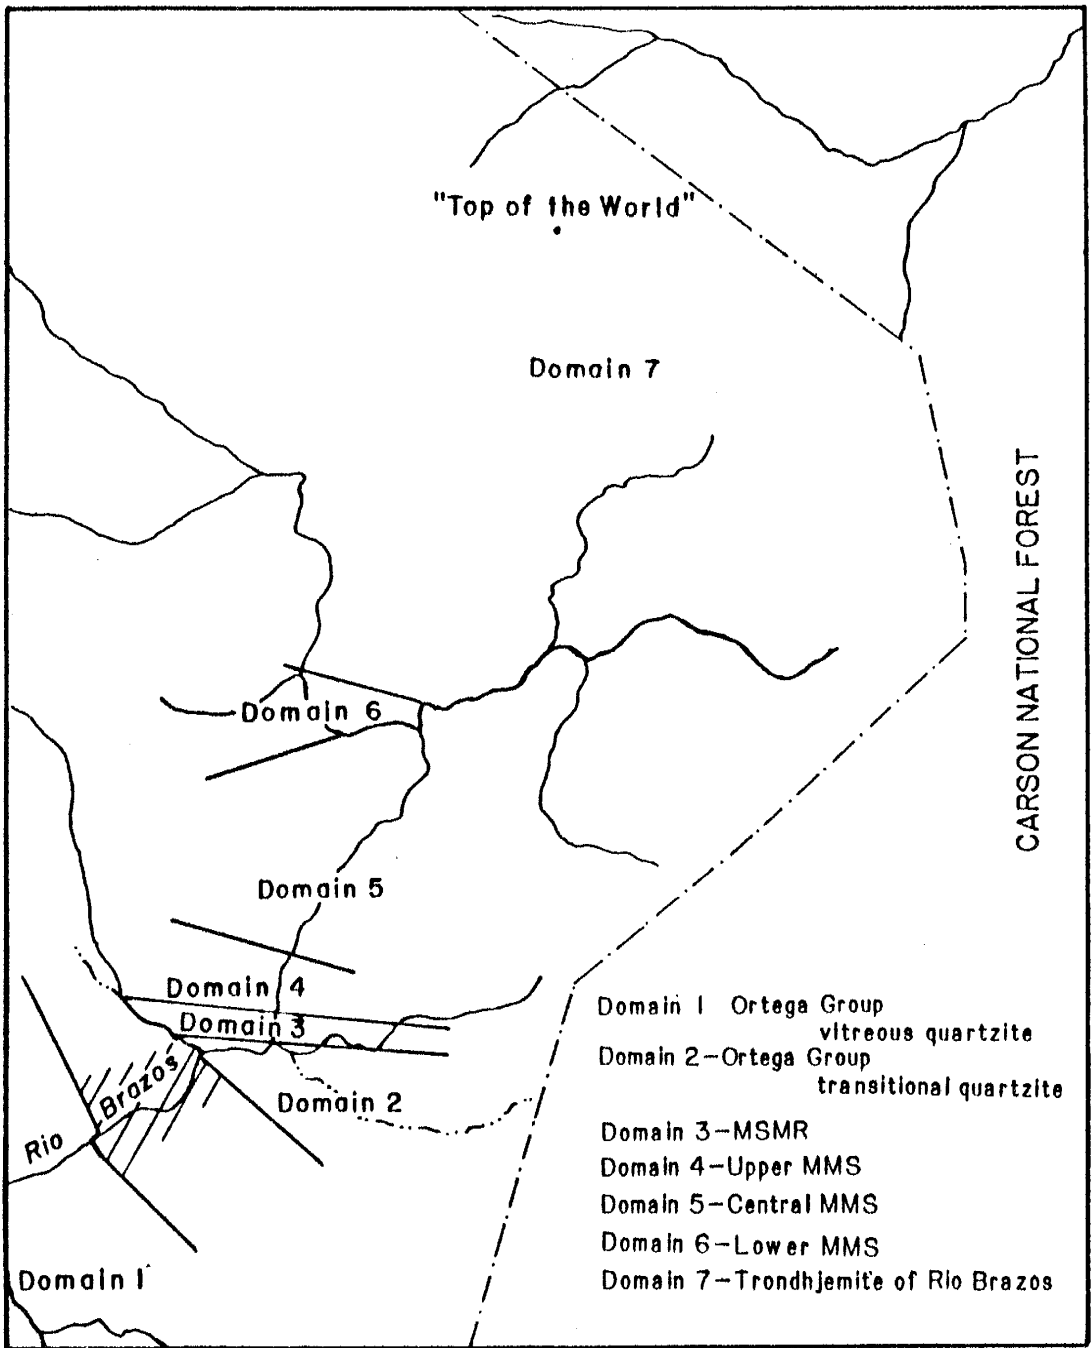 "Top of the World"
Domain 7
CARSON NATIONAL FOREST
Domain 6
Domain 5
Domain 4
Domain 3
Rio Brazos
Domain 2
Domain 1
Domain 1 Ortega Group
vitreous quartzite
Domain 2-Ortega Group
transitional quartzite
Domain 3-MSMR
Domain 4-Upper MMS
Domain 5-Central MMS
Domain 6-Lower MMS
Domain 7-Trondhjemite of Rio Brazos